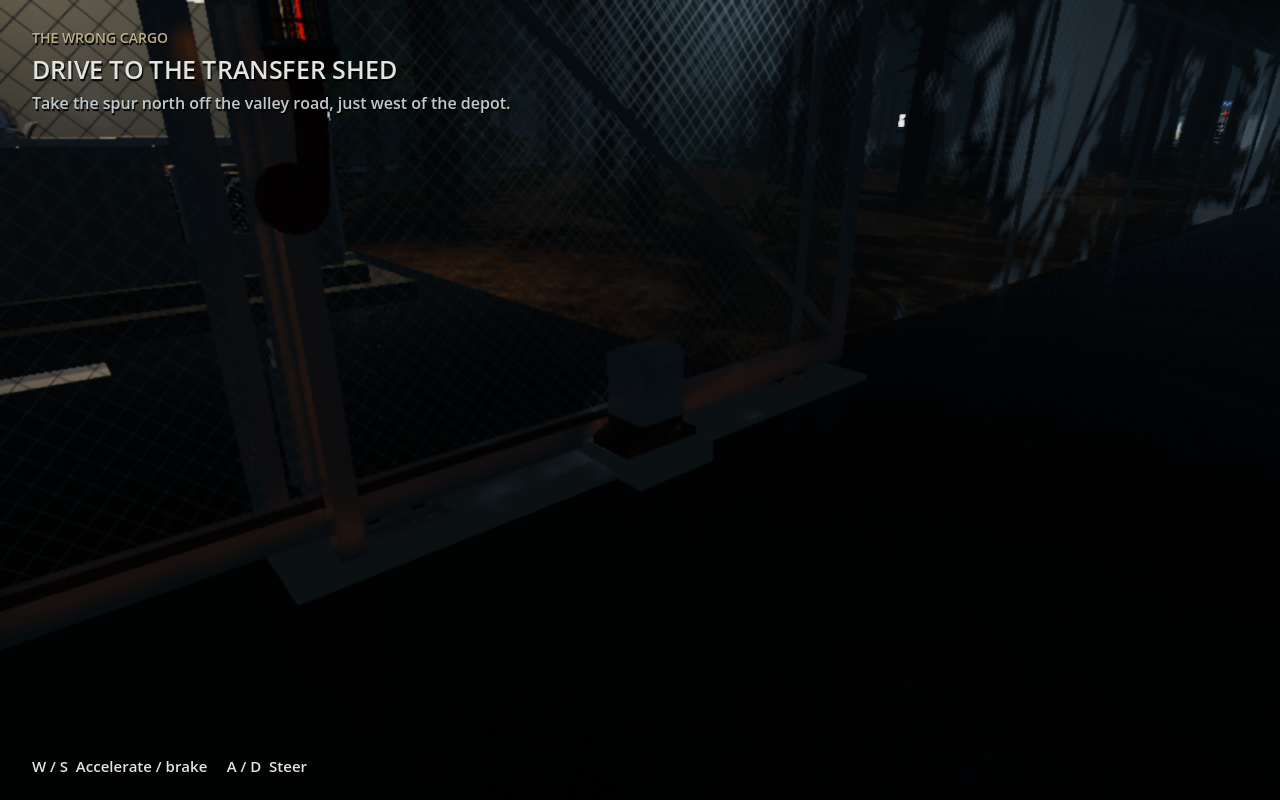 THE WRONG CARGO
DRIVE TO THE TRANSFER SHED
Take the spur north off the valley road, just west of the depot.
W / S Accelerate / brake A / D Steer